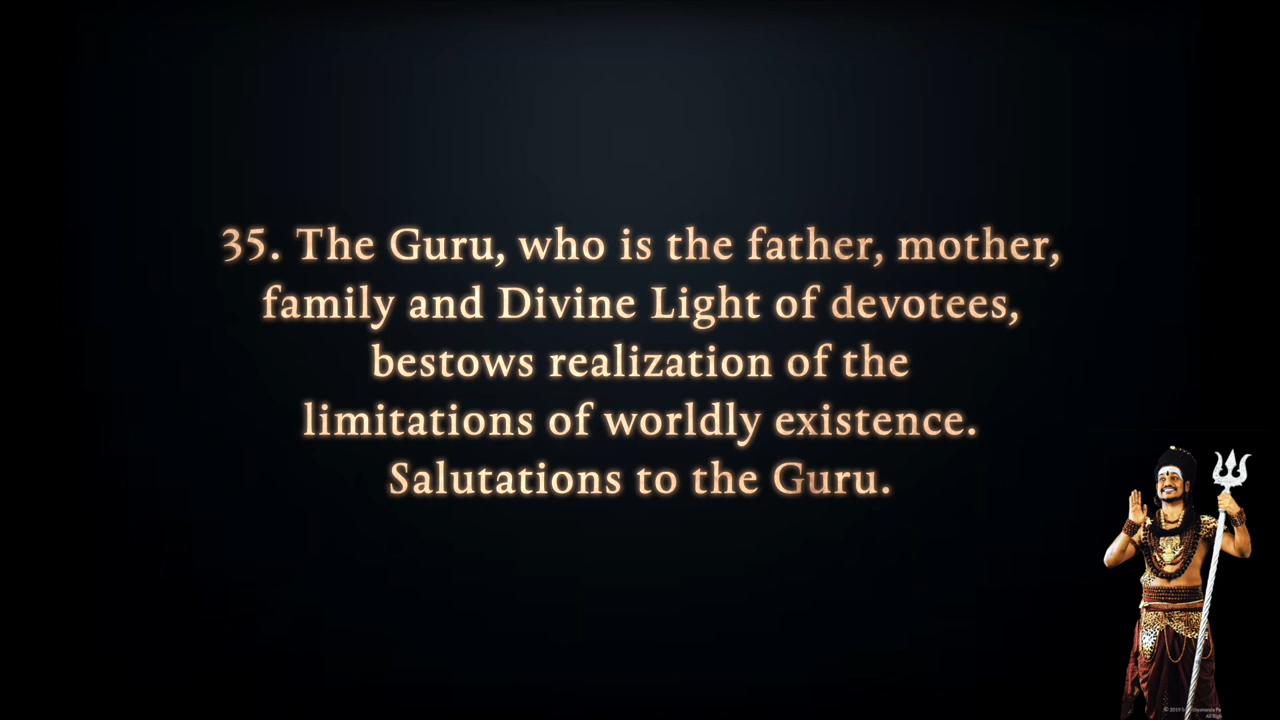 35. The Guru, who is the father, mother,
family and Divine Light of devotees,
bestows realization of the
limitations of worldly existence.
Salutations to the Guru.
© 2019